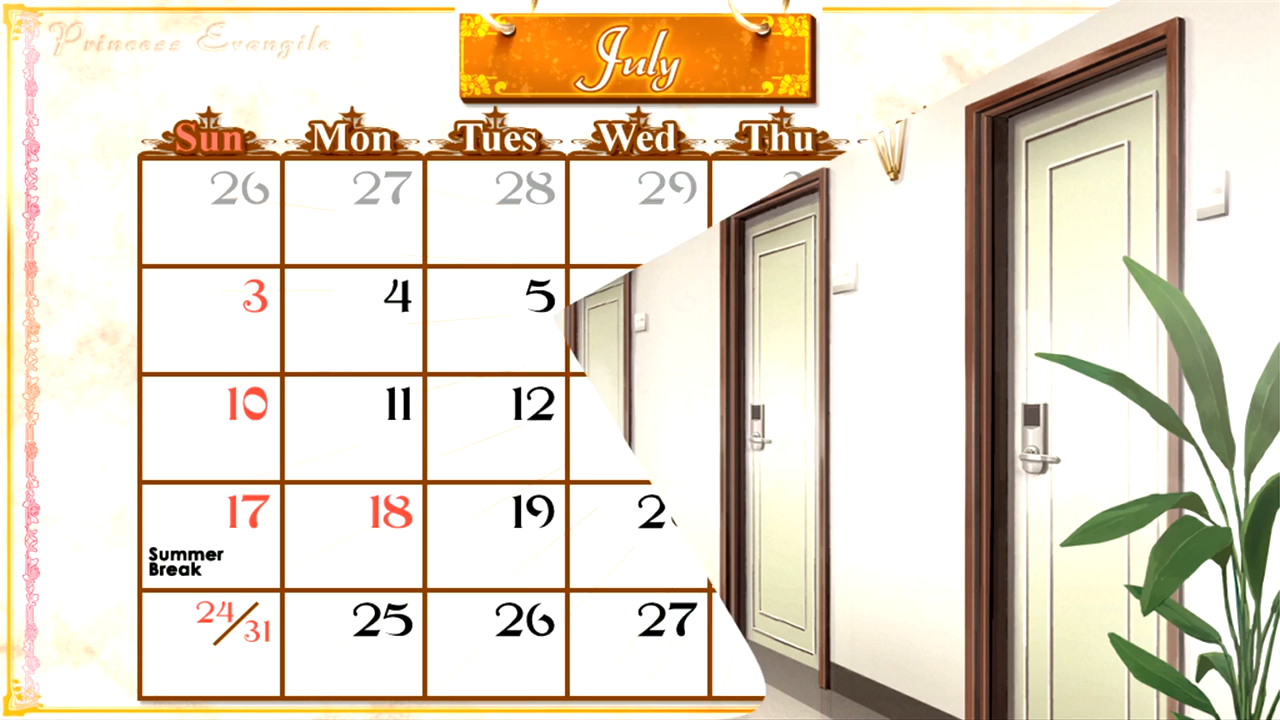 Princess Evangile
July
Sun Mon Tues Wed Thu
26 27 28 29
3 4 5
10 11 12
17 18 19
Summer
Break
24/31 25 26 27